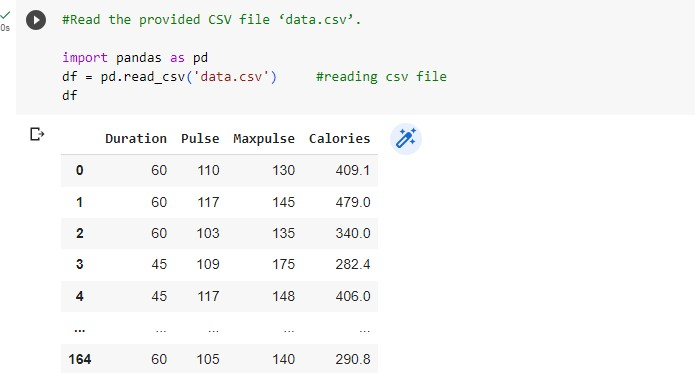 0s
#Read the provided CSV file ‘data.csv’.
import pandas as pd
df = pd.read_csv('data.csv')     #reading csv file
df
Duration Pulse Maxpulse Calories
0 60 110 130 409.1
1 60 117 145 479.0
2 60 103 135 340.0
3 45 109 175 282.4
4 45 117 148 406.0
... ... ... ... ...
164 60 105 140 290.8